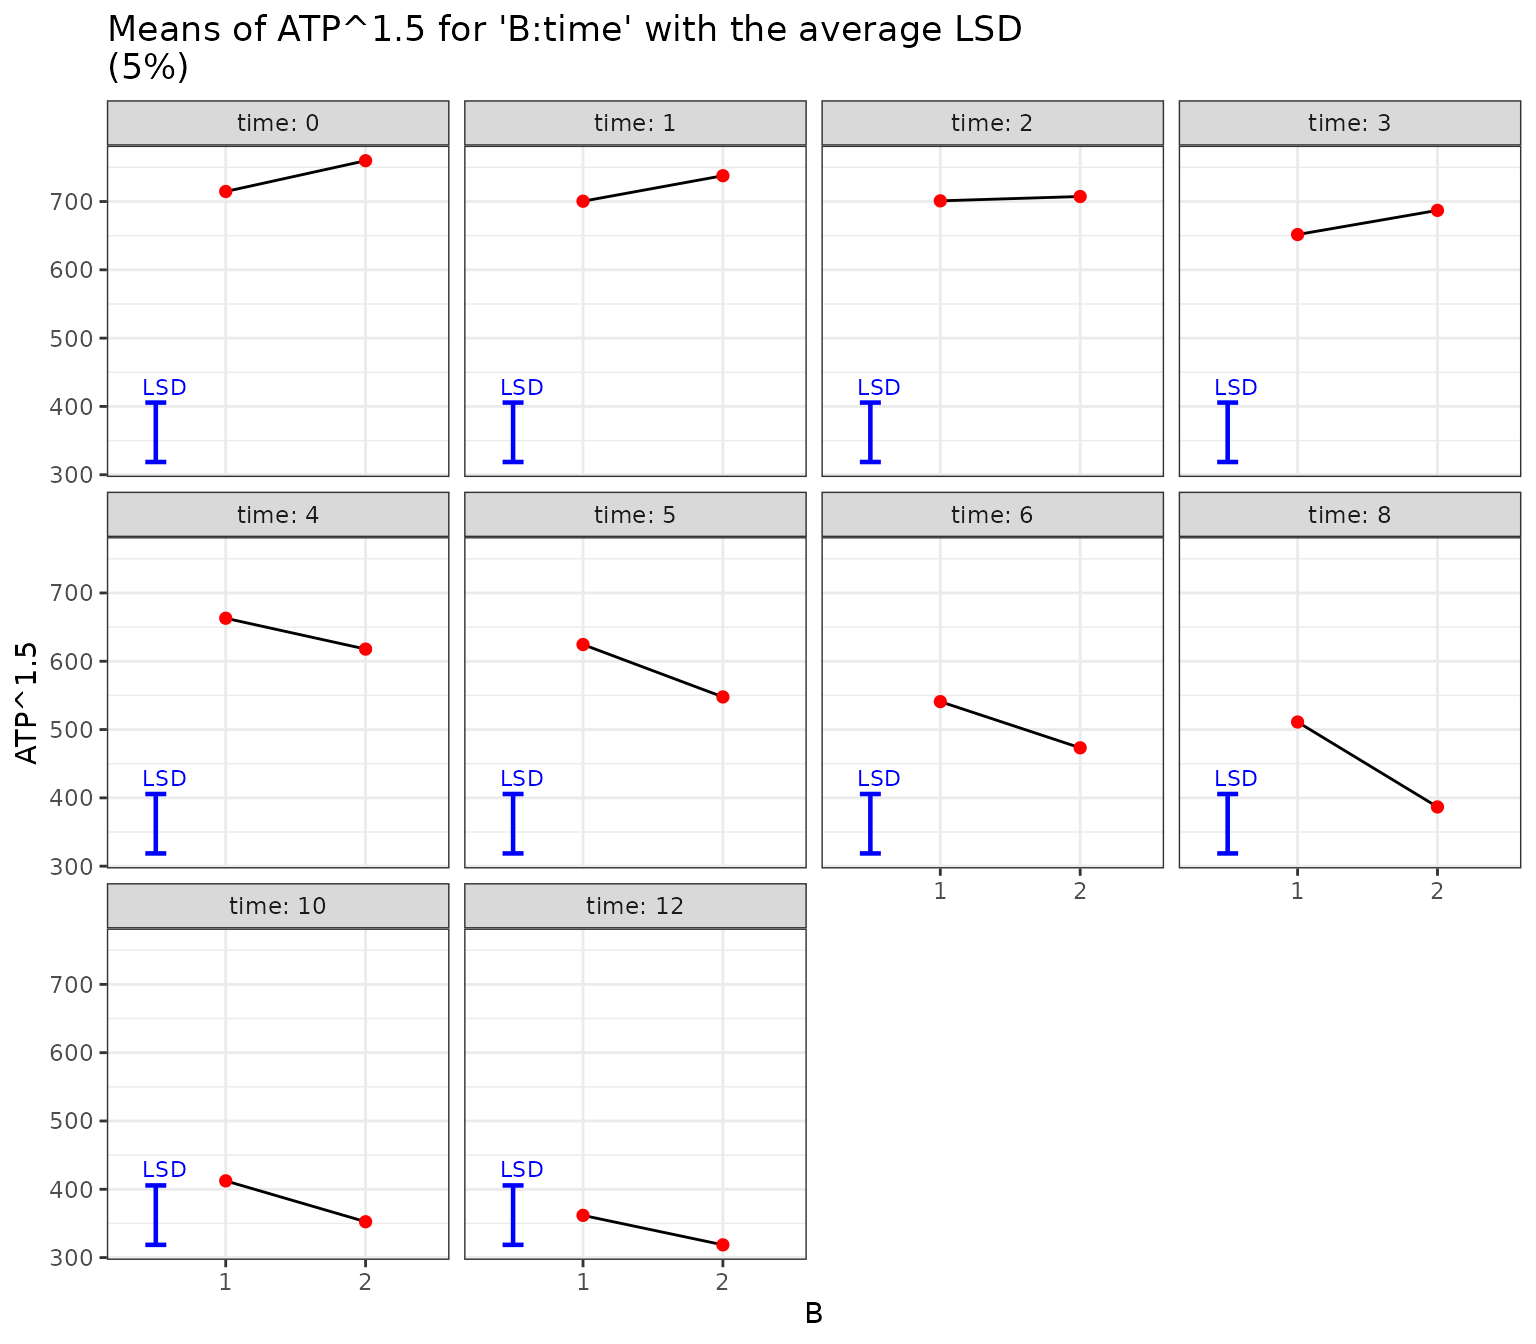 Means of ATP^1.5 for 'B:time' with the average LSD
(5%)
time: 0 time: 1 time: 2 time: 3
700
600
500
LSD LSD LSD LSD
400
300
time: 4 time: 5 time: 6 time: 8
700
600
500
LSD LSD LSD LSD
400
300
1 2 1 2
time: 10 time: 12
700
600
500
LSD LSD
400
300
1 2 1 2
ATP^1.5
B